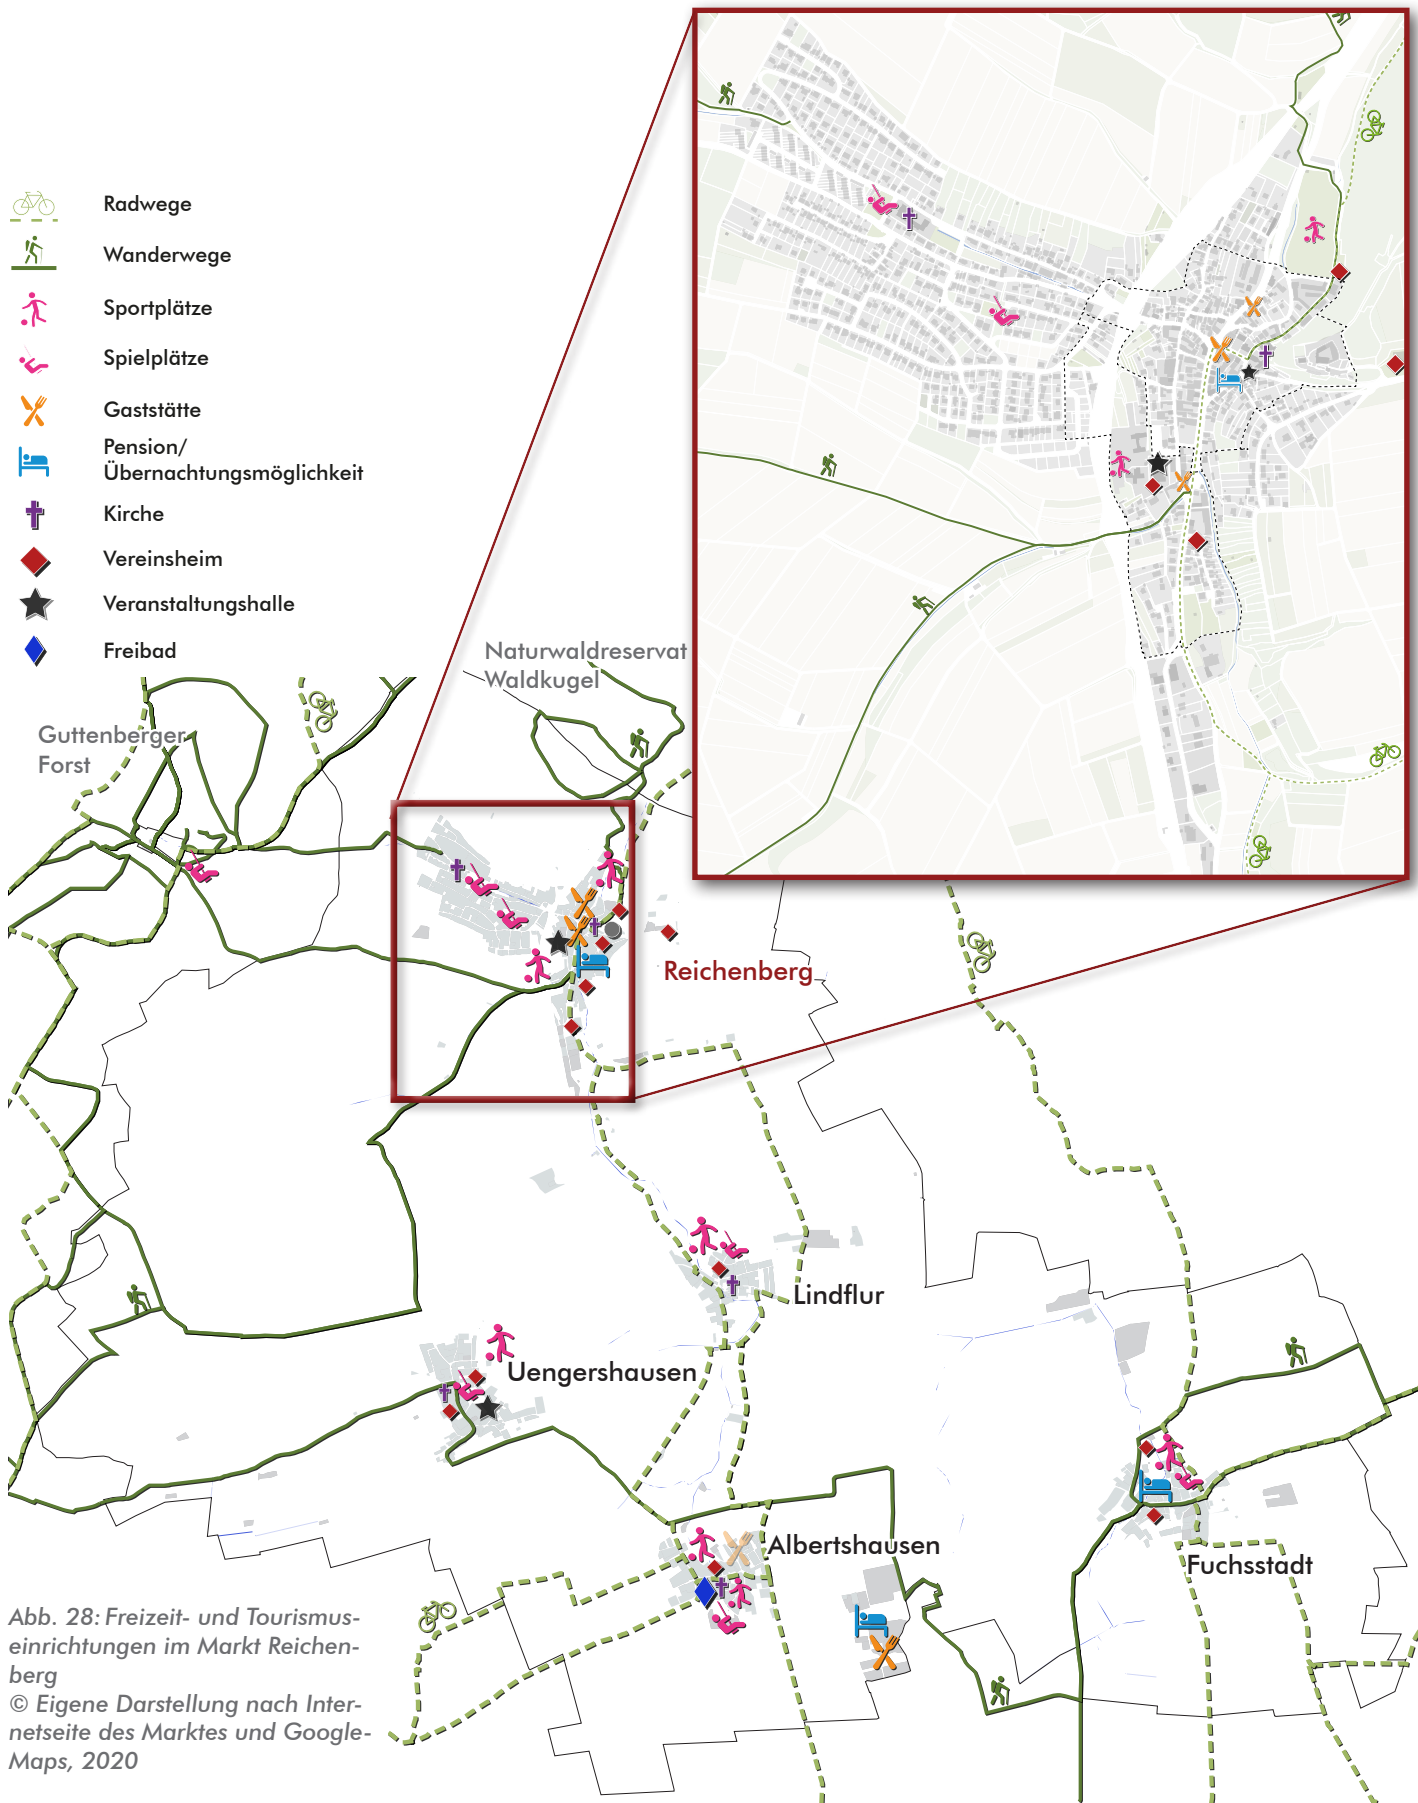 Radwege
Wanderwege
Sportplätze
Spielplätze
Gaststätte
Pension/
Übernachtungsmöglichkeit
Kirche
Vereinsheim
Veranstaltungshalle
Freibad
Naturwaldreservat
Waldkugel
Guttenberger
Forst
Reichenberg
Lindflur
Uengershausen
Albertshausen
Fuchsstadt
Abb. 28: Freizeit- und Tourismus-
einrichtungen im Markt Reichen-
berg
© Eigene Darstellung nach Inter-
netseite des Marktes und Google-
Maps, 2020